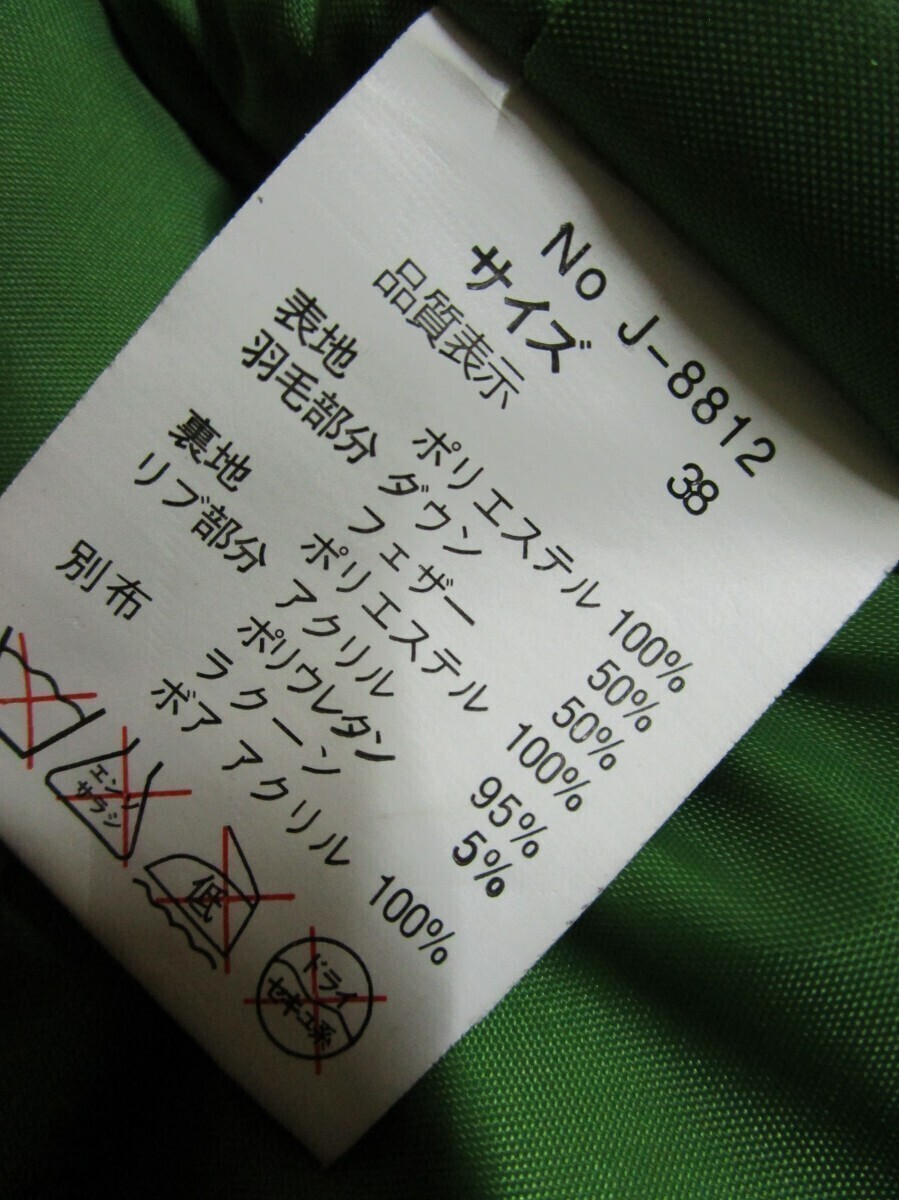 No J-8812
サイズ 38
品質表示
表地 ポリエステル 100%
羽毛部分 ダウン 50%
フェザー 50%
裏地 ポリエステル 100%
リブ部分 アクリル 95%
ポリウレタン 5%
別布 ラクーン
ボア アクリル 100%
エンソ
サラシ
低
ドライ
セキユ系